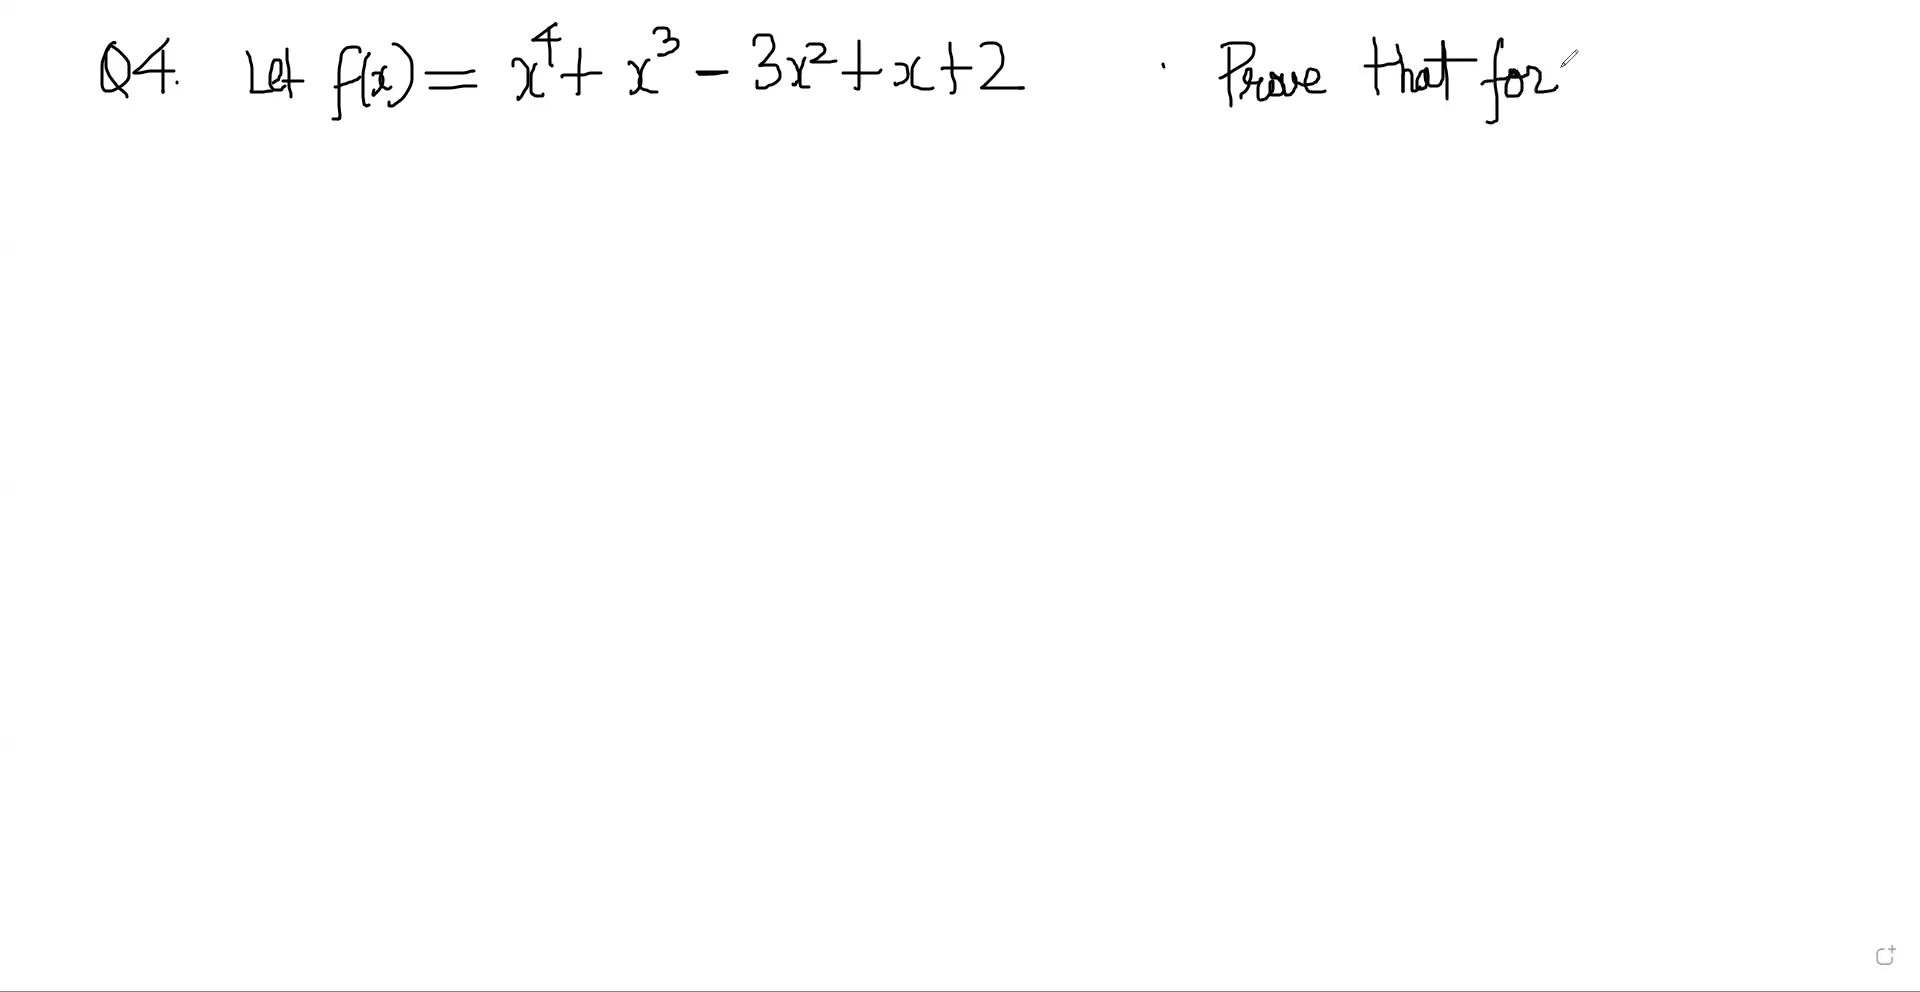 Q4. Let f(x) = x⁴ + x³ - 3x² + x + 2 . Prove that for